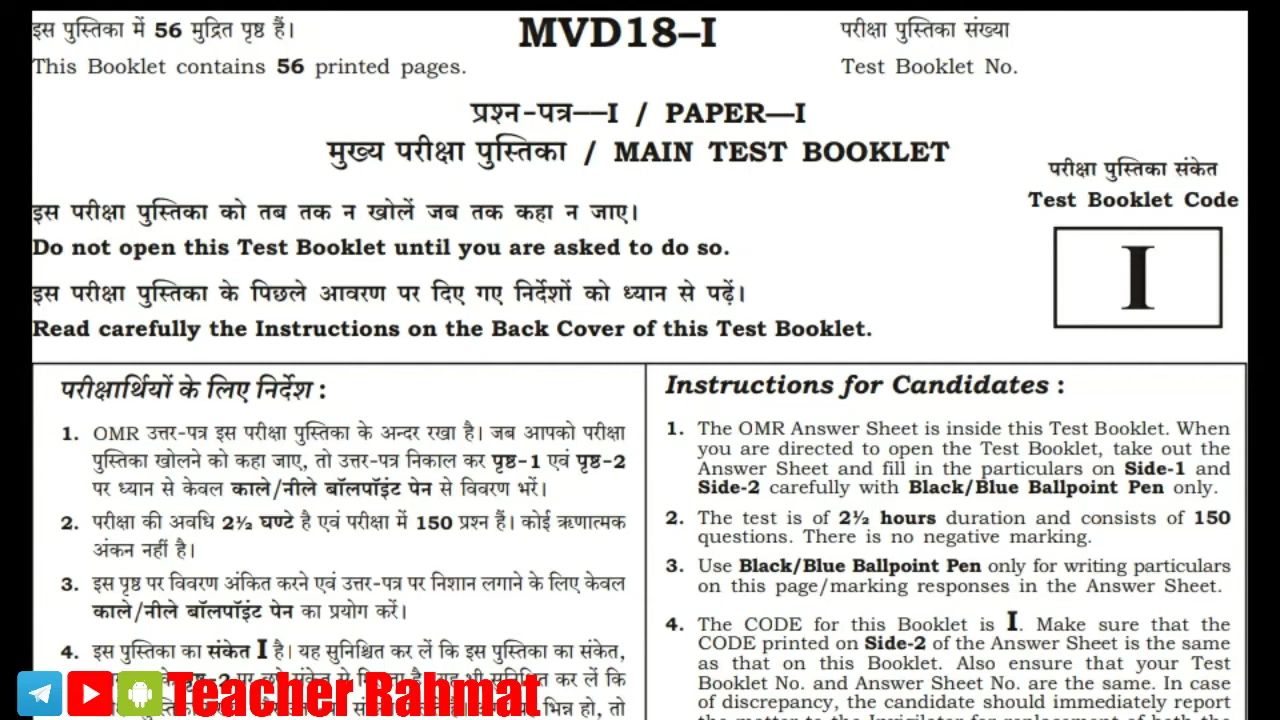 इस पुस्तिका में 56 मुद्रित पृष्ठ हैं।
This Booklet contains 56 printed pages.
MVD18–I
परीक्षा पुस्तिका संख्या
Test Booklet No.
प्रश्न-पत्र—I / PAPER—I
मुख्य परीक्षा पुस्तिका / MAIN TEST BOOKLET
परीक्षा पुस्तिका संकेत
Test Booklet Code
I
इस परीक्षा पुस्तिका को तब तक न खोलें जब तक कहा न जाए।
Do not open this Test Booklet until you are asked to do so.
इस परीक्षा पुस्तिका के पिछले आवरण पर दिए गए निर्देशों को ध्यान से पढ़ें।
Read carefully the Instructions on the Back Cover of this Test Booklet.
परीक्षार्थियों के लिए निर्देश :
1. OMR उत्तर-पत्र इस परीक्षा पुस्तिका के अन्दर रखा है। जब आपको परीक्षा
पुस्तिका खोलने को कहा जाए, तो उत्तर-पत्र निकाल कर पृष्ठ-1 एवं पृष्ठ-2
पर ध्यान से केवल काले/नीले बॉलपॉइंट पेन से विवरण भरें।
2. परीक्षा की अवधि 2½ घण्टे है एवं परीक्षा में 150 प्रश्न हैं। कोई ऋणात्मक
अंकन नहीं है।
3. इस पृष्ठ पर विवरण अंकित करने एवं उत्तर-पत्र पर निशान लगाने के लिए केवल
काले/नीले बॉलपॉइंट पेन का प्रयोग करें।
4. इस पुस्तिका का संकेत I है। यह सुनिश्चित कर लें कि इस पुस्तिका का संकेत,
Instructions for Candidates :
1. The OMR Answer Sheet is inside this Test Booklet. When
you are directed to open the Test Booklet, take out the
Answer Sheet and fill in the particulars on Side-1 and
Side-2 carefully with Black/Blue Ballpoint Pen only.
2. The test is of 2½ hours duration and consists of 150
questions. There is no negative marking.
3. Use Black/Blue Ballpoint Pen only for writing particulars
on this page/marking responses in the Answer Sheet.
4. The CODE for this Booklet is I. Make sure that the
CODE printed on Side-2 of the Answer Sheet is the same
as that on this Booklet. Also ensure that your Test
Booklet No. and Answer Sheet No. are the same. In case
of discrepancy, the candidate should immediately report
Teacher Rahmat